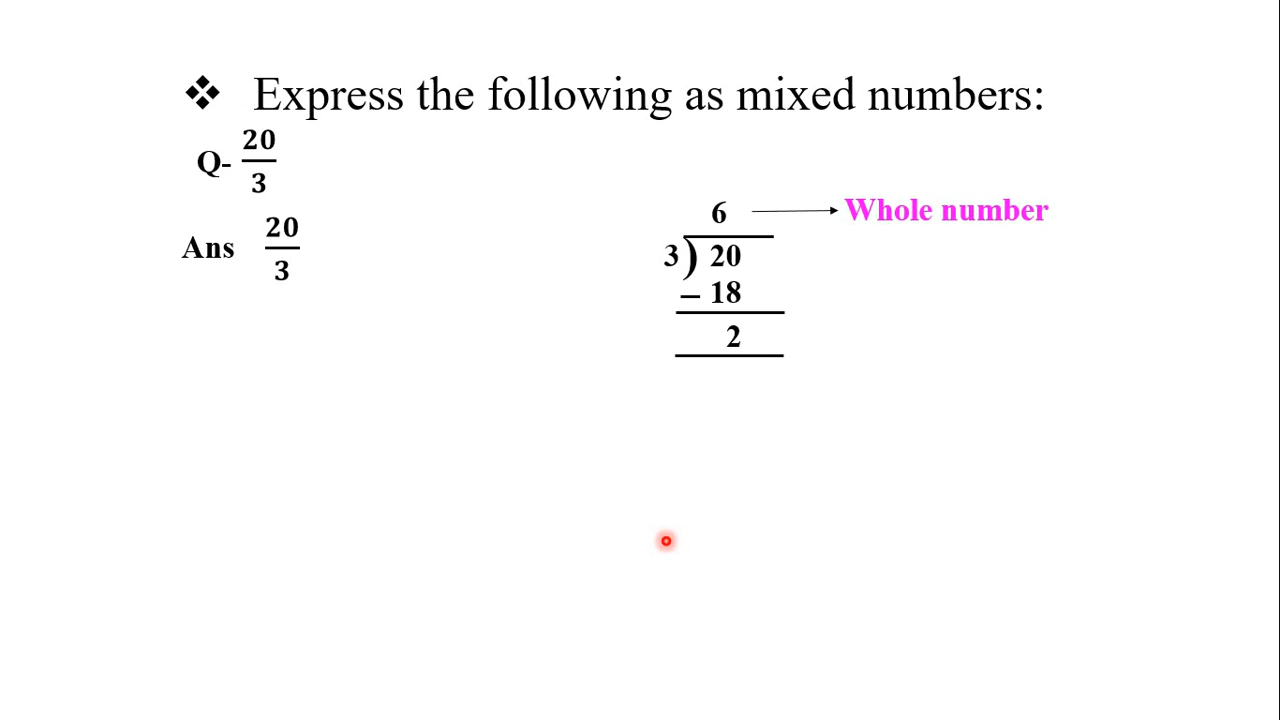 ❖ Express the following as mixed numbers:
Q- 20/3
Ans 20/3
6 → Whole number
3 ) 20
– 18
2